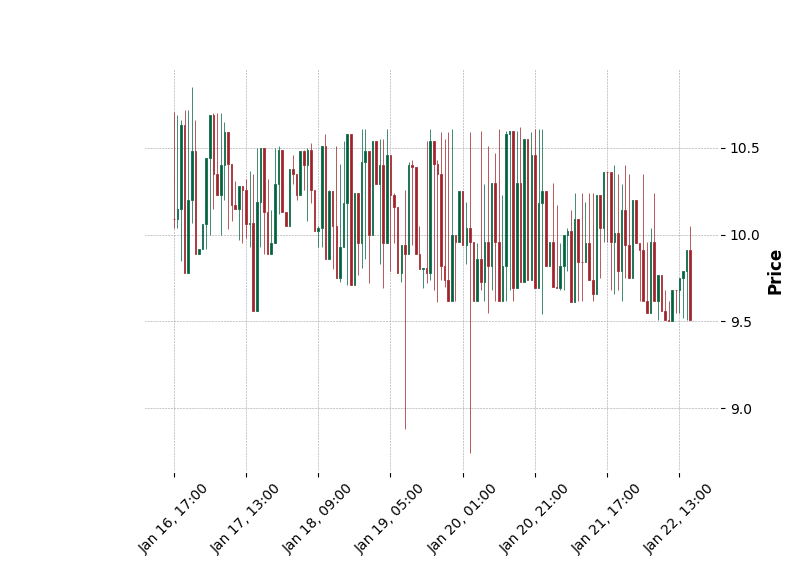 10.5
10.0
9.5
9.0
Price
Jan 16, 17:00
Jan 17, 13:00
Jan 18, 09:00
Jan 19, 05:00
Jan 20, 01:00
Jan 20, 21:00
Jan 21, 17:00
Jan 22, 13:00